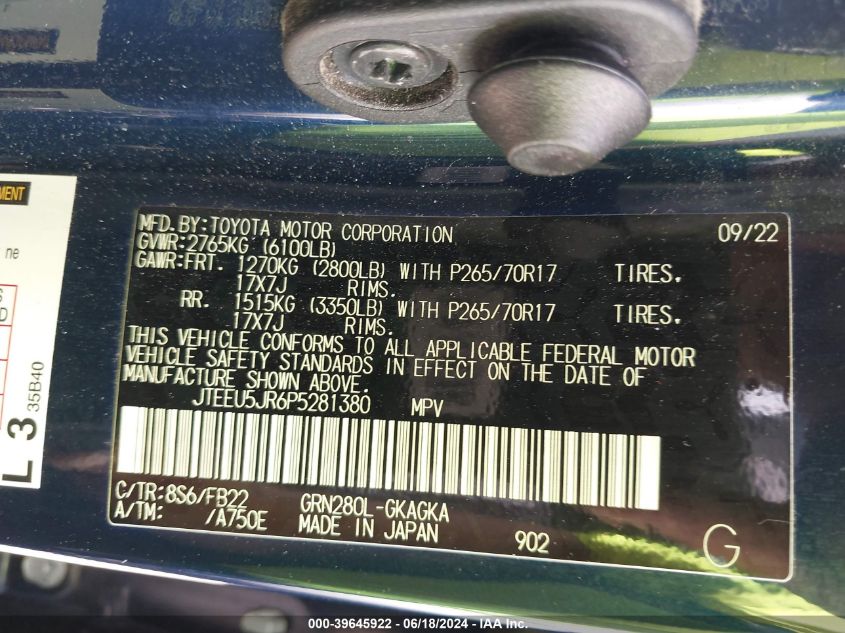 MENT
ne
S
D
L 3
35B40
MFD.BY:TOYOTA MOTOR CORPORATION 09/22
GVWR:2765KG (6100LB)
GAWR:FRT. 1270KG (2800LB) WITH P265/70R17 TIRES.
17X7J RIMS.
RR. 1515KG (3350LB) WITH P265/70R17 TIRES.
17X7J RIMS.
THIS VEHICLE CONFORMS TO ALL APPLICABLE FEDERAL MOTOR
VEHICLE SAFETY STANDARDS IN EFFECT ON THE DATE OF
MANUFACTURE SHOWN ABOVE.
JTEEU5JR6P5281380 MPV
C/TR:8S6/FB22 GRN280L-GKAGKA
A/TM: /A750E MADE IN JAPAN 902 G
000-39645922 - 06/18/2024 - IAA Inc.